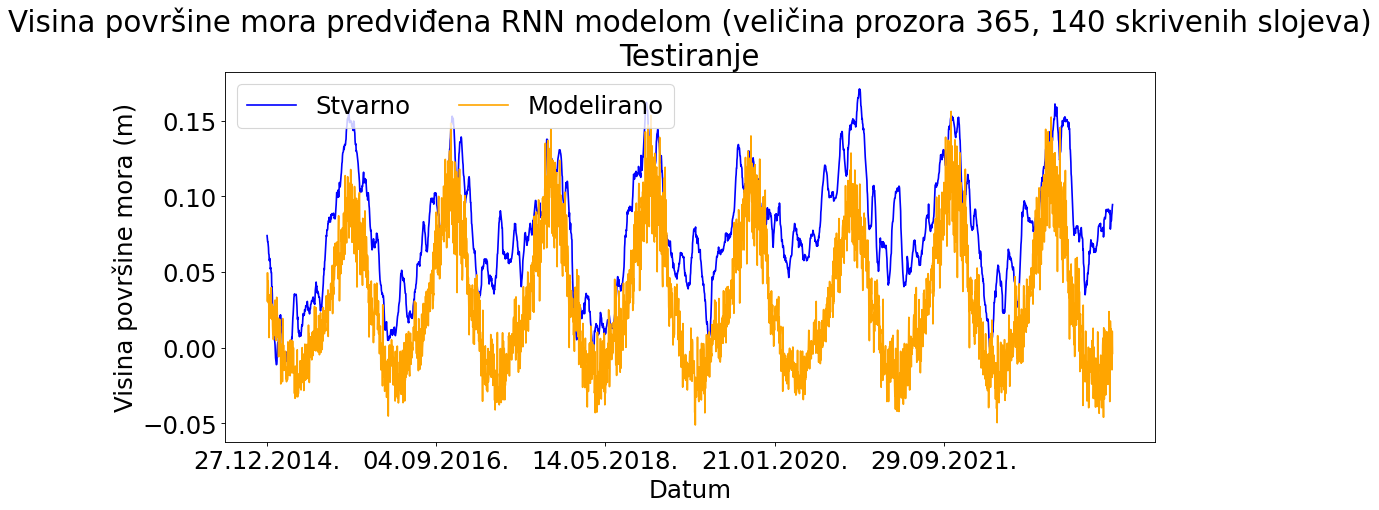 Visina površine mora predviđena RNN modelom (veličina prozora 365, 140 skrivenih slojeva)
Testiranje
Stvarno
Modelirano
Visina površine mora (m)
0.15
0.10
0.05
0.00
−0.05
27.12.2014.
04.09.2016.
14.05.2018.
21.01.2020.
29.09.2021.
Datum